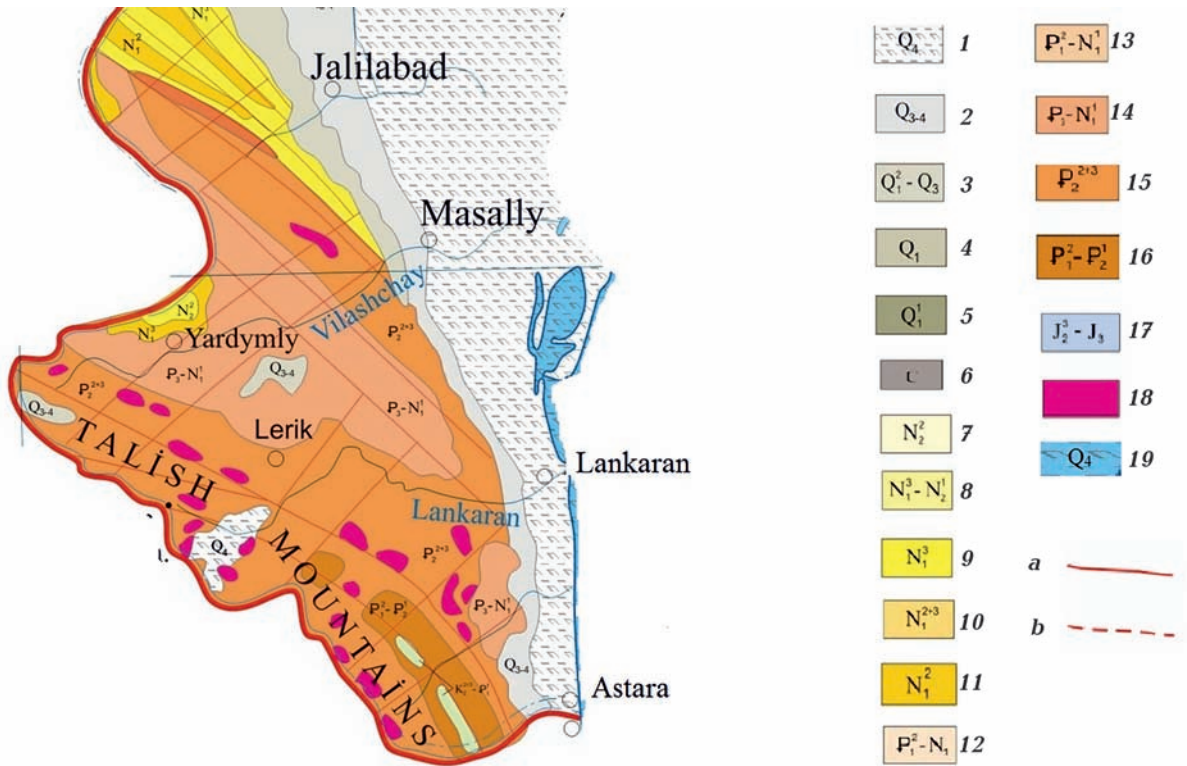 N₁³
Q₃₋₄
N₁²
Jalilabad
Masally
Vilashchay
N₂²
N₁³
Yardymly
P₂²⁺³
P₃-N₁¹
Q₃₋₄
P₂²⁺³
Q₃₋₄
P₃-N₁¹
Lerik
TALİSH
Lankaran
Lankaran
Q₄
P₂²⁺³
MOUNTAİNS
P₁²-P₂¹
P₃-N₁¹
Q₃₋₄
Astara
Q₄ 1
Q₃₋₄ 2
Q₁²-Q₃ 3
Q₁ 4
Q₁¹ 5
6
N₂² 7
N₁³-N₂¹ 8
N₁³ 9
N₁²⁺³ 10
N₁² 11
P₁²-N₁ 12
P₁²-N₁¹ 13
P₃-N₁¹ 14
P₂²⁺³ 15
P₁²-P₂¹ 16
J₂³-J₃ 17
18
Q₄ 19
a
b